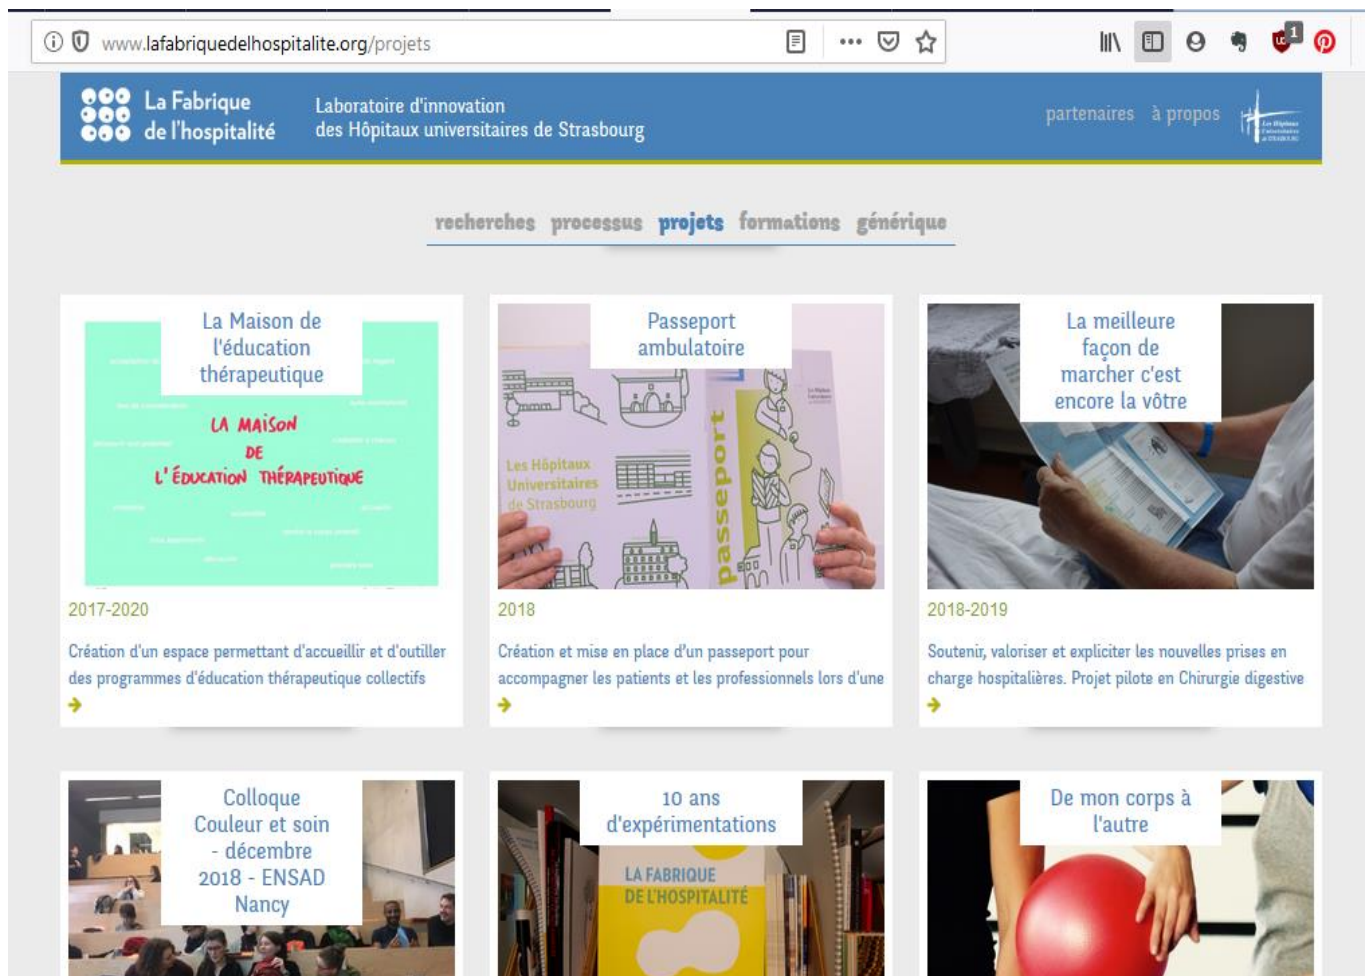 www.lafabriquedelhospitalite.org/projets
1
La Fabrique
de l'hospitalité
Laboratoire d'innovation
des Hôpitaux universitaires de Strasbourg
partenaires à propos
recherches processus projets formations générique
La Maison de
l'éducation
thérapeutique
LA MAISON
DE
L'ÉDUCATION THÉRAPEUTIQUE
2017-2020
Création d'un espace permettant d'accueillir et d'outiller
des programmes d'éducation thérapeutique collectifs
Passeport
ambulatoire
Les Hôpitaux
Universitaires
de Strasbourg
passeport
2018
Création et mise en place d'un passeport pour
accompagner les patients et les professionnels lors d'une
La meilleure
façon de
marcher c'est
encore la vôtre
2018-2019
Soutenir, valoriser et expliciter les nouvelles prises en
charge hospitalières. Projet pilote en Chirurgie digestive
Colloque
Couleur et soin
- décembre
2018 - ENSAD
Nancy
10 ans
d'expérimentations
LA FABRIQUE
DE L'HOSPITALITÉ
De mon corps à
l'autre